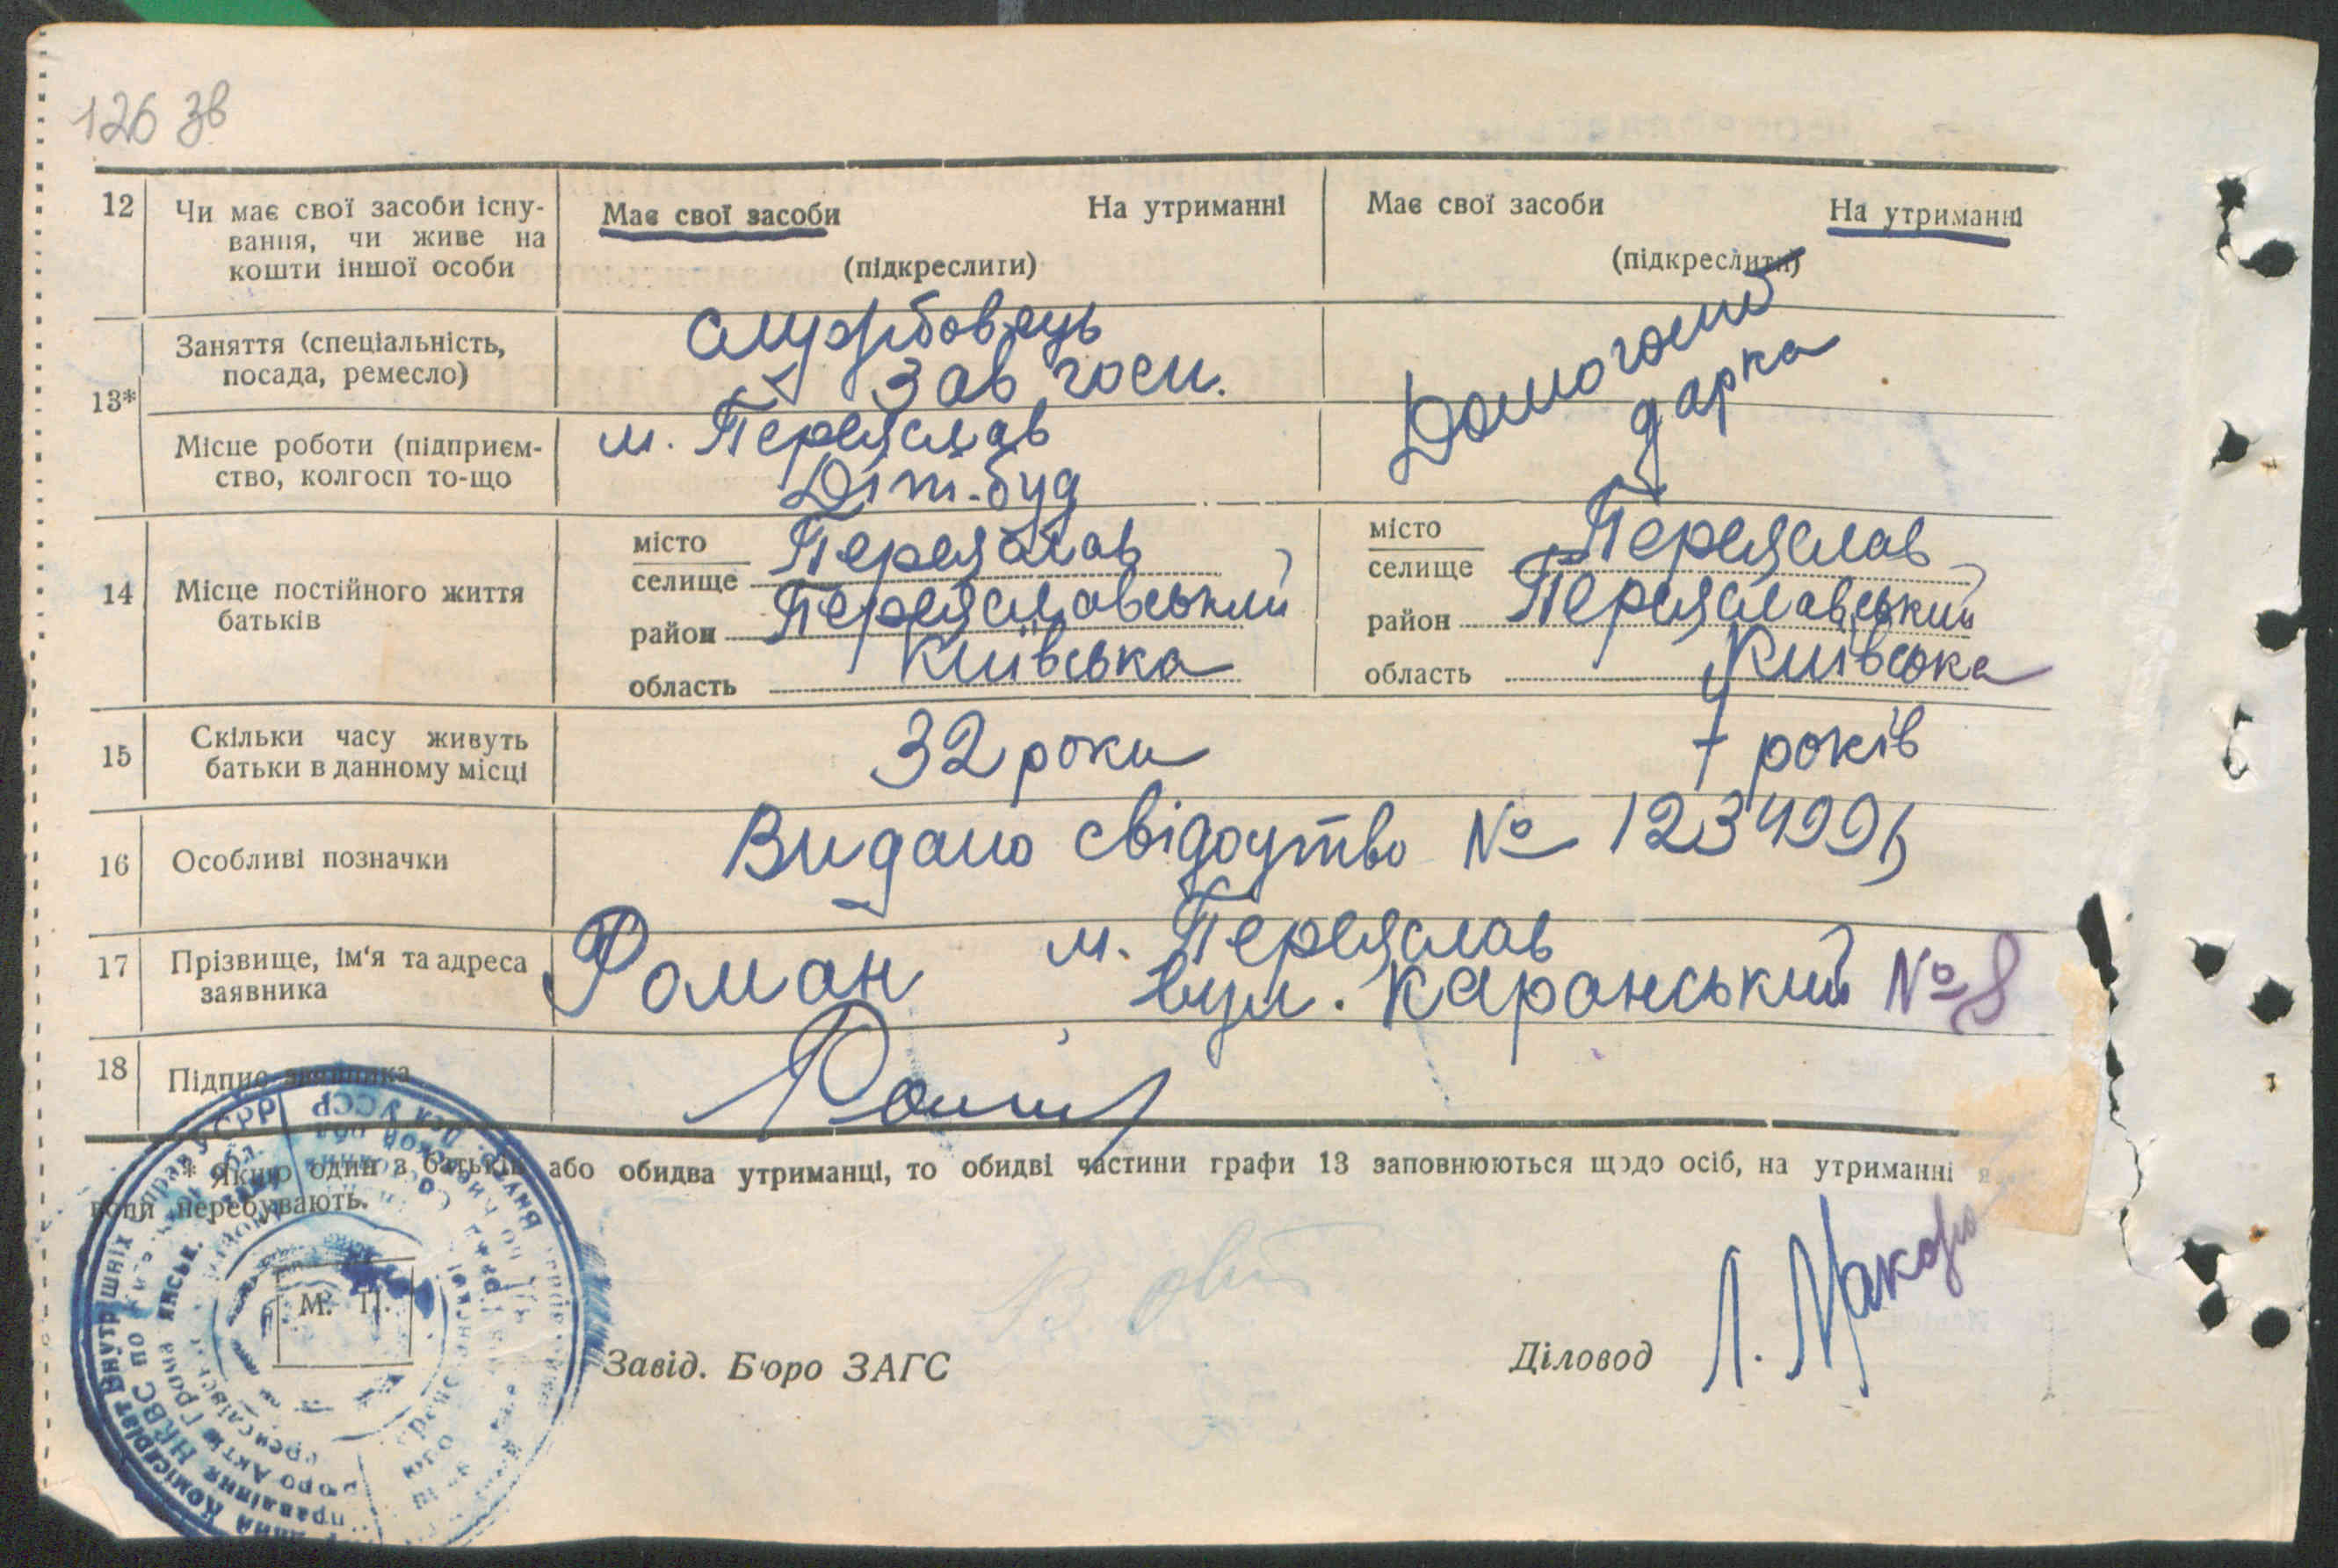 126 зв
12 Чи має свої засоби існу-
вання, чи живе на
кошти іншої особи
Має свої засоби На утриманні
(підкреслити)
Має свої засоби На утриманні
(підкреслити)
13*
Заняття (спеціальність,
посада, ремесло)
Службовець
Зав госп.
Домогоспо
дарка
Місце роботи (підприєм-
ство, колгосп то-що
м. Переяслав
Діт. буд
14 Місце постійного життя
батьків
місто Переяслав
селище
район Переяславський
область Київська
місто Переяслав
селище
район Переяславський
область Київська
15 Скільки часу живуть
батьки в данному місці
32 роки
7 років
16 Особливі позначки
Видано свідоцтво №
17 Прізвище, ім'я та адреса
заявника
Роман м. Переяслав
вул. Каранський № 8
18 Підпис заявника
* Якщо один з батьків або обидва утриманці, то обидві частини графи 13 заповнюються щодо осіб, на утриманні
вони перебувають.
М. П.
Завід. Бюро ЗАГС
Діловод
Л.